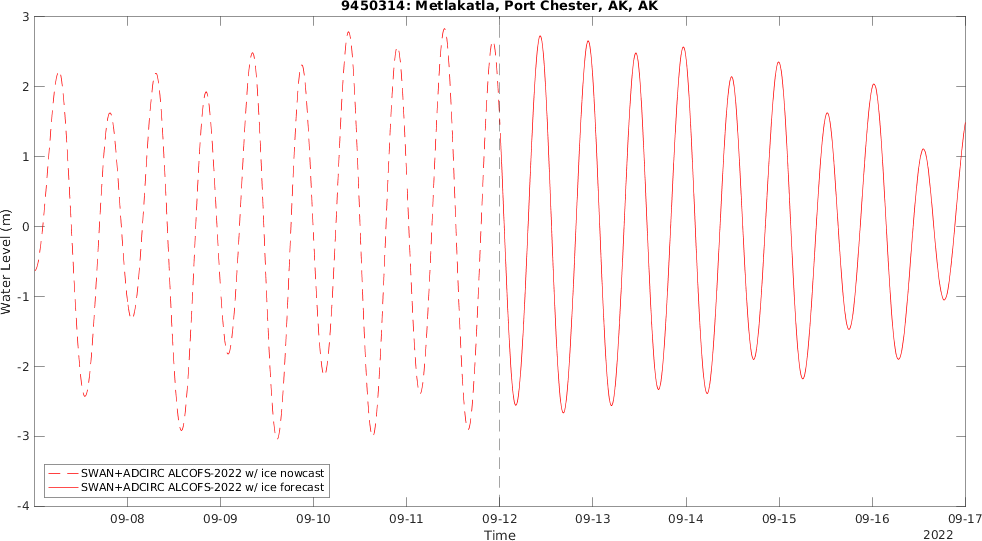 9450314: Metlakatla, Port Chester, AK, AK
3
2
1
0
-1
-2
-3
-4
Water Level (m)
SWAN+ADCIRC ALCOFS-2022 w/ ice nowcast
SWAN+ADCIRC ALCOFS-2022 w/ ice forecast
09-08 09-09 09-10 09-11 09-12 09-13 09-14 09-15 09-16 09-17
Time
2022